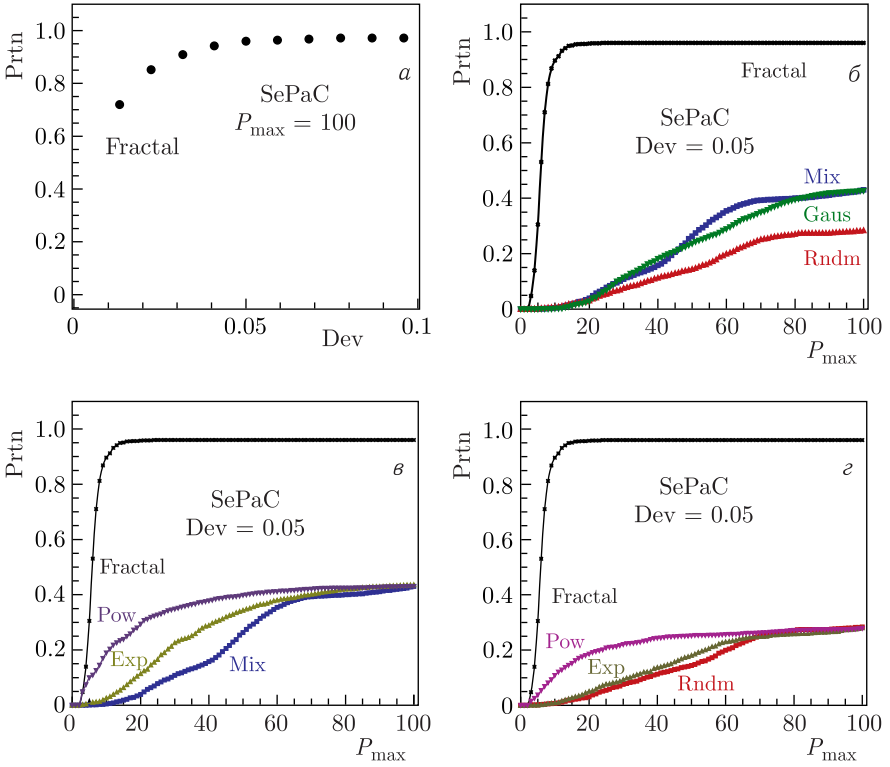 Prtn
1.0
0.8
0.6
0.4
0.2
0
а
SePaC
P_max = 100
Fractal
0
0.05
0.1
Dev
Prtn
1.0
0.8
0.6
0.4
0.2
0
б
Fractal
SePaC
Dev = 0.05
Mix
Gaus
Rndm
0
20
40
60
80
100
P_max
Prtn
1.0
0.8
0.6
0.4
0.2
0
в
SePaC
Dev = 0.05
Fractal
Pow
Exp
Mix
0
20
40
60
80
100
P_max
Prtn
1.0
0.8
0.6
0.4
0.2
0
г
SePaC
Dev = 0.05
Fractal
Pow
Exp
Rndm
0
20
40
60
80
100
P_max